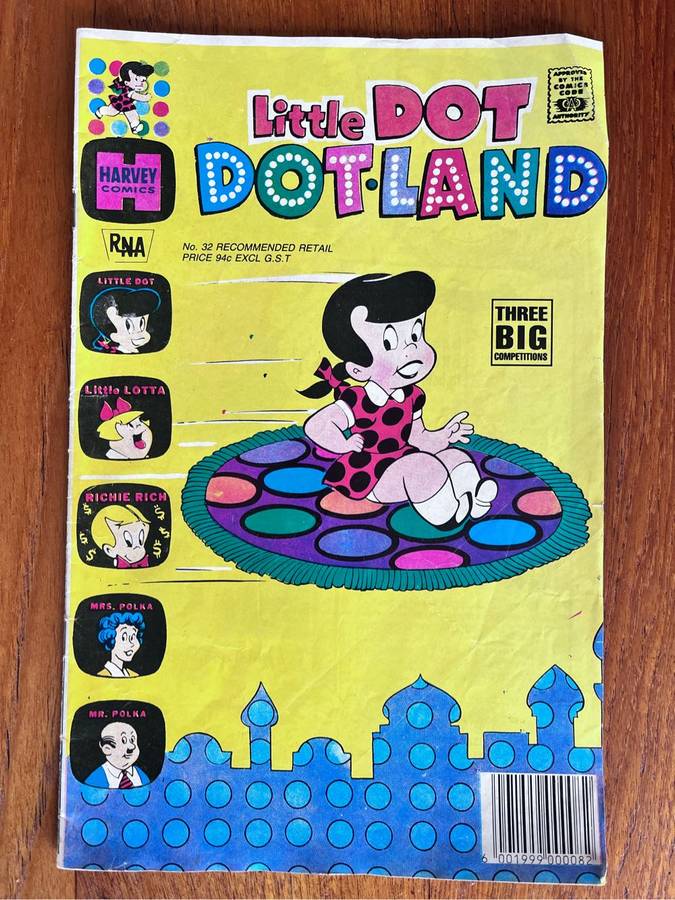 Little DOT
DOT·LAND
APPROVED
BY THE
COMICS
CODE
CA
AUTHORITY
H
HARVEY
COMICS
RNA
No. 32 RECOMMENDED RETAIL
PRICE 94c EXCL G.S.T
LITTLE DOT
THREE
BIG
COMPETITIONS
Little LOTTA
RICHIE RICH
MRS. POLKA
MR. POLKA
6 001999 000082